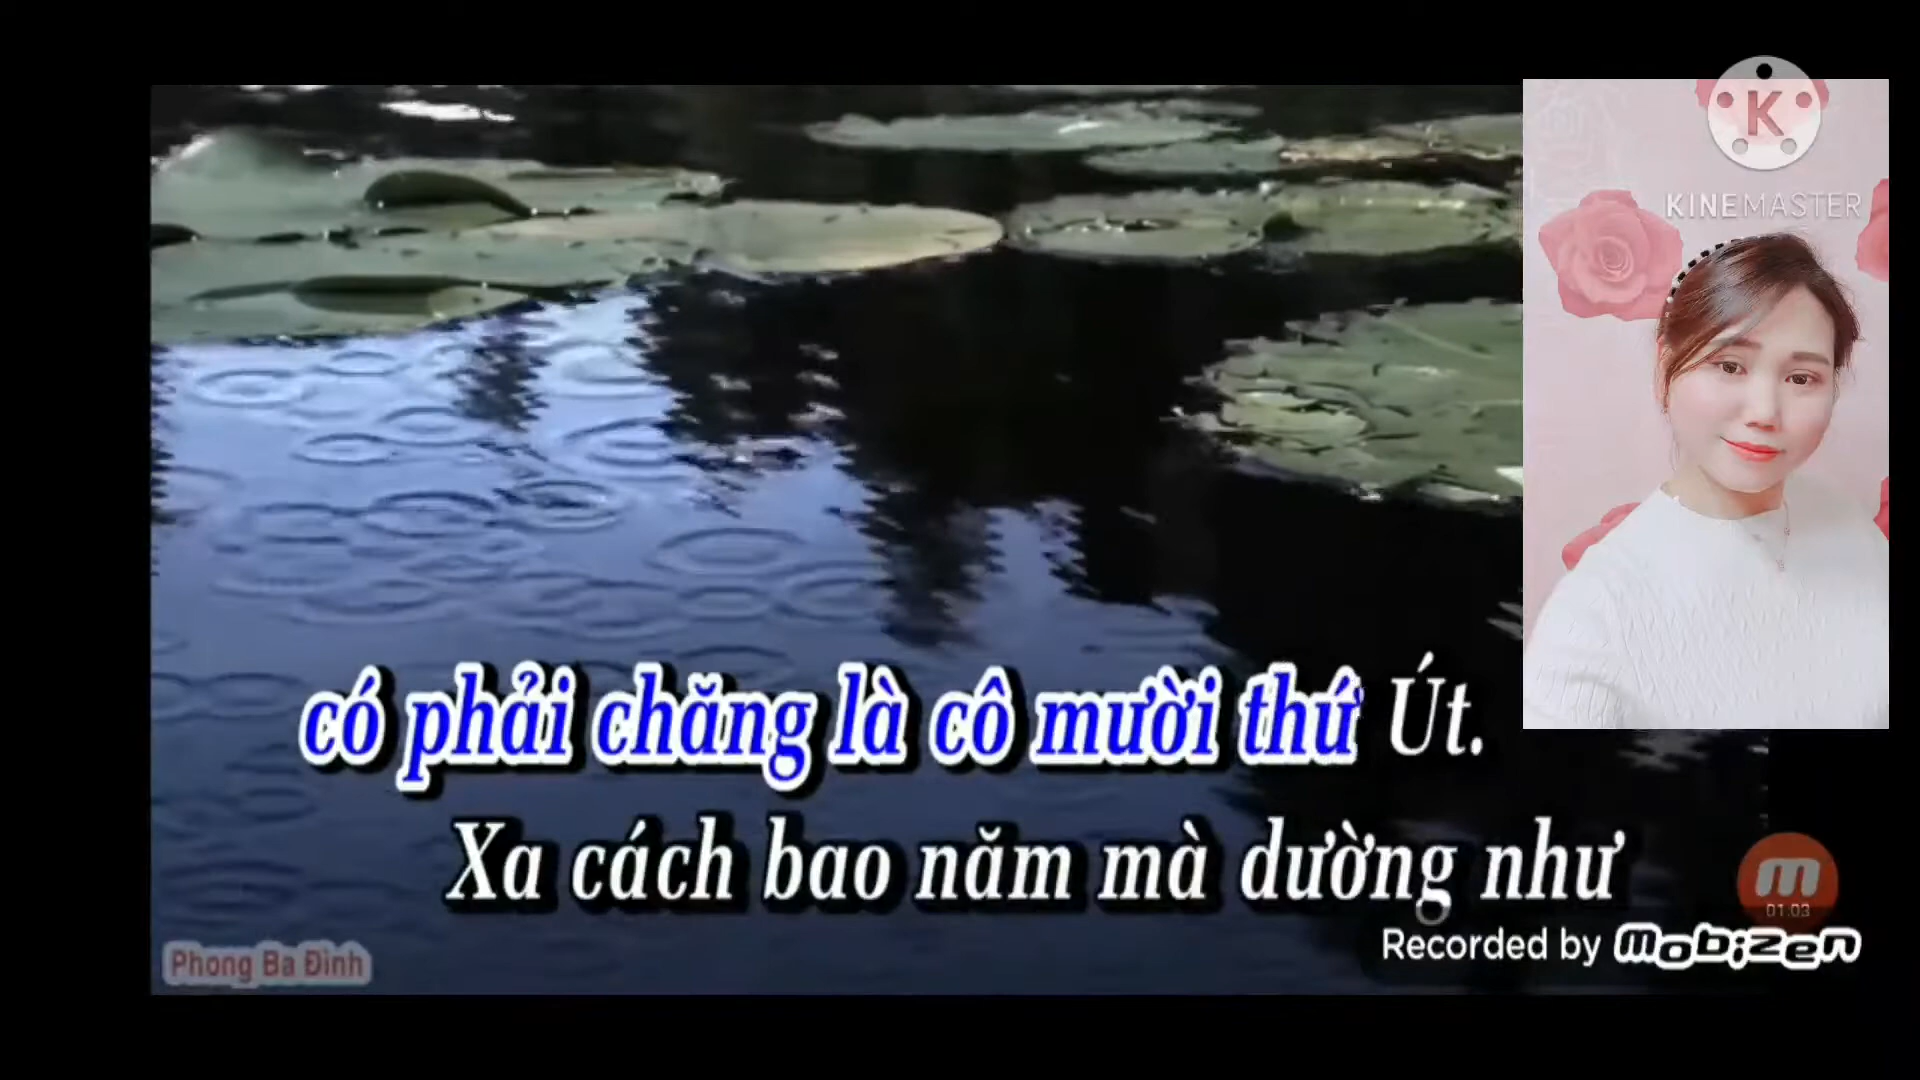 K
KINEMASTER
có phải chăng là cô mười thứ Út.
Xa cách bao năm mà dường như
m
01:03
Recorded by mobizen
Phong Ba Đình